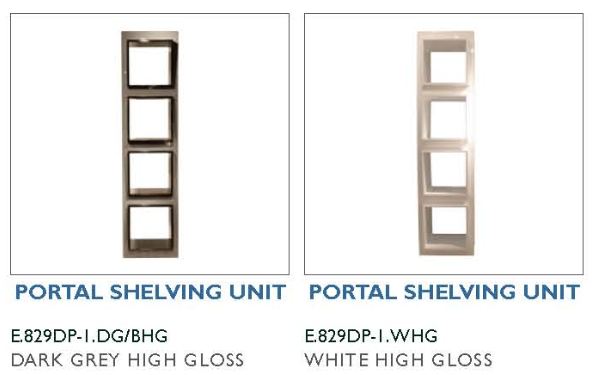 PORTAL SHELVING UNIT
E.829DP-1.DG/BHG
DARK GREY HIGH GLOSS
PORTAL SHELVING UNIT
E.829DP-1.WHG
WHITE HIGH GLOSS